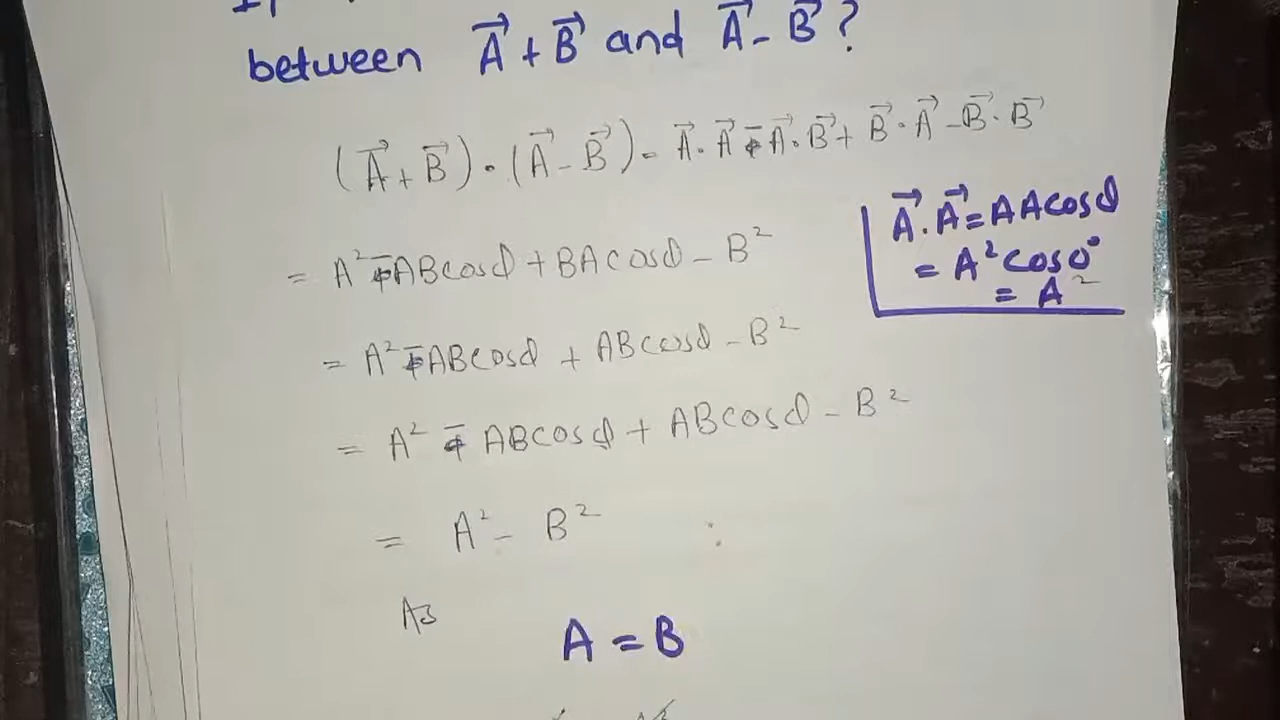 between A⃗ + B⃗ and A⃗ - B⃗ ?
(A⃗ + B⃗) . (A⃗ - B⃗) = A⃗ . A⃗ - A⃗ . B⃗ + B⃗ . A⃗ - B⃗ . B⃗
= A² - ABcosθ + BAcosθ - B²
A⃗ . A⃗ = AAcosθ
= A²cos0°
= A²
= A² - ABcosθ + ABcosθ - B²
= A² - ABcosθ + ABcosθ - B²
= A² - B²
As
A = B